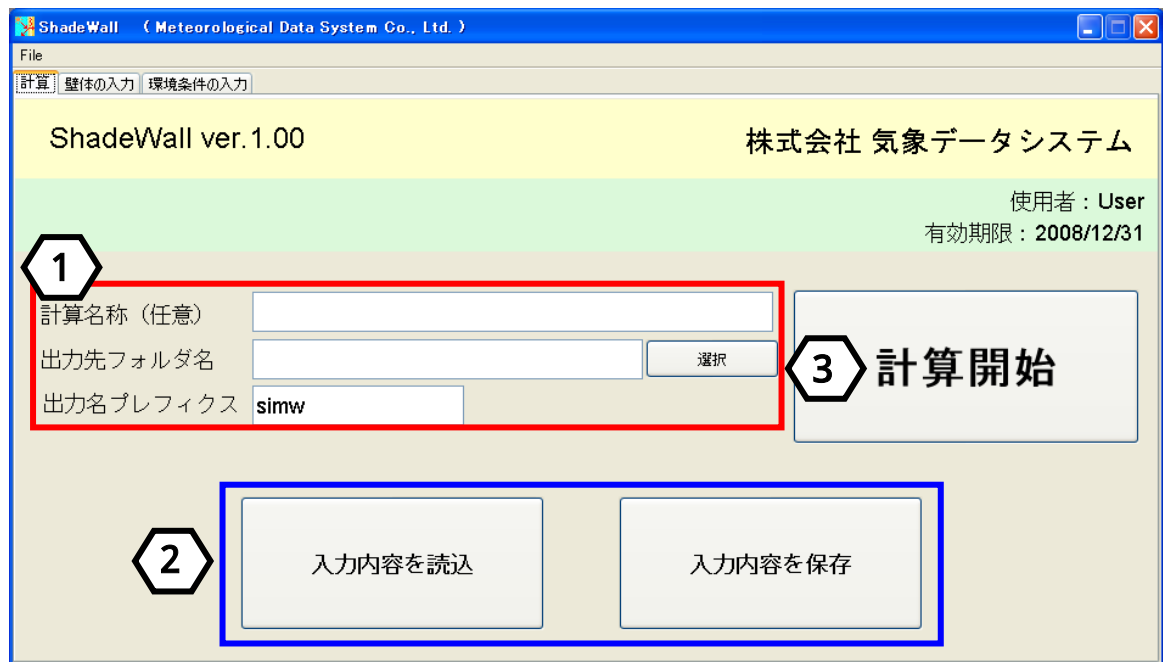 ShadeWall （ Meteorological Data System Co., Ltd. ）
File
計算 壁体の入力 環境条件の入力
ShadeWall ver.1.00 株式会社 気象データシステム
使用者：User
有効期限：2008/12/31
1
計算名称（任意）
出力先フォルダ名 選択
出力名プレフィクス simw
3 計算開始
2 入力内容を読込 入力内容を保存